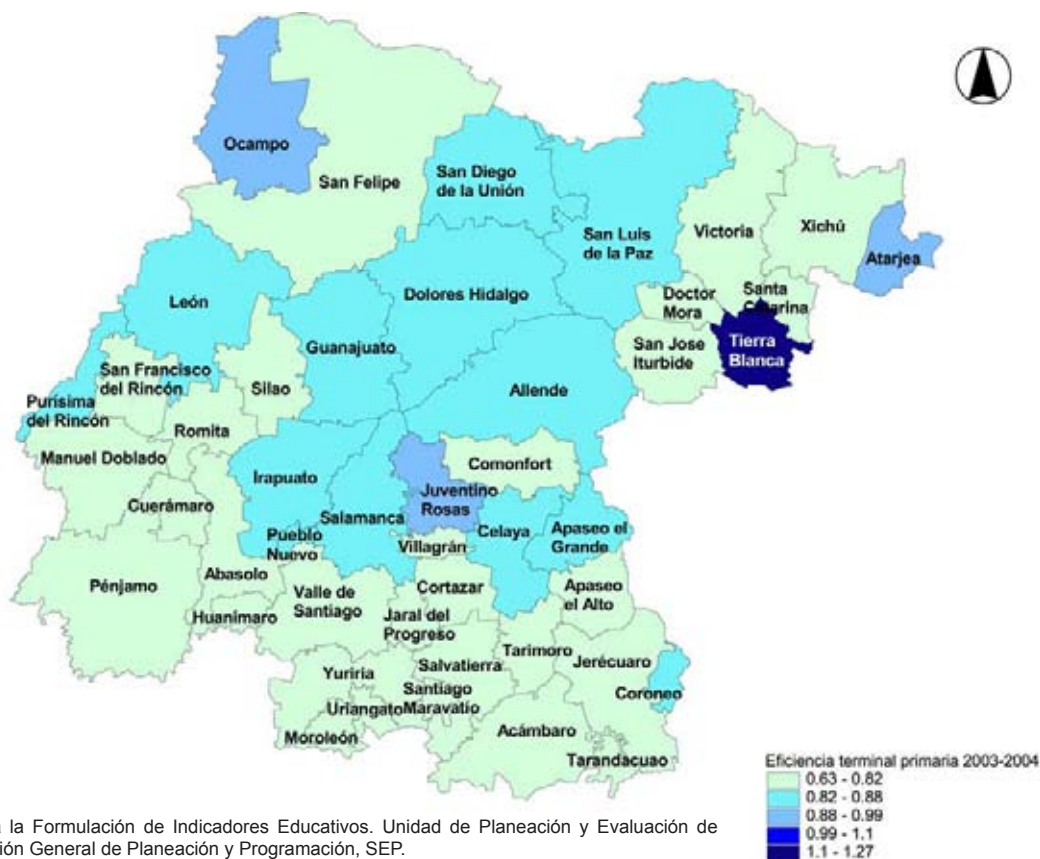 Ocampo
San Felipe
San Diego
de la Unión
San Luis
de la Paz
Victoria
Xichú
Atarjea
León
Dolores Hidalgo
Doctor
Mora
Santa
Catarina
Guanajuato
San Jose
Iturbide
Tierra
Blanca
San Francisco
del Rincón
Silao
Allende
Purísima
del Rincón
Romita
Manuel Doblado
Irapuato
Comonfort
Cuerámaro
Juventino
Rosas
Salamanca
Celaya
Apaseo el
Grande
Pueblo
Nuevo
Villagrán
Pénjamo
Abasolo
Valle de
Santiago
Cortazar
Apaseo
el Alto
Huanimaro
Jaral del
Progreso
Tarimoro
Jerécuaro
Yuriria
Salvatierra
Coroneo
Uriangato
Santiago
Maravatío
Acámbaro
Moroleón
Tarandacuao
Eficiencia terminal primaria 2003-2004
0.63 - 0.82
0.82 - 0.88
0.88 - 0.99
0.99 - 1.1
1.1 - 1.27
la Formulación de Indicadores Educativos. Unidad de Planeación y Evaluación de
ión General de Planeación y Programación, SEP.